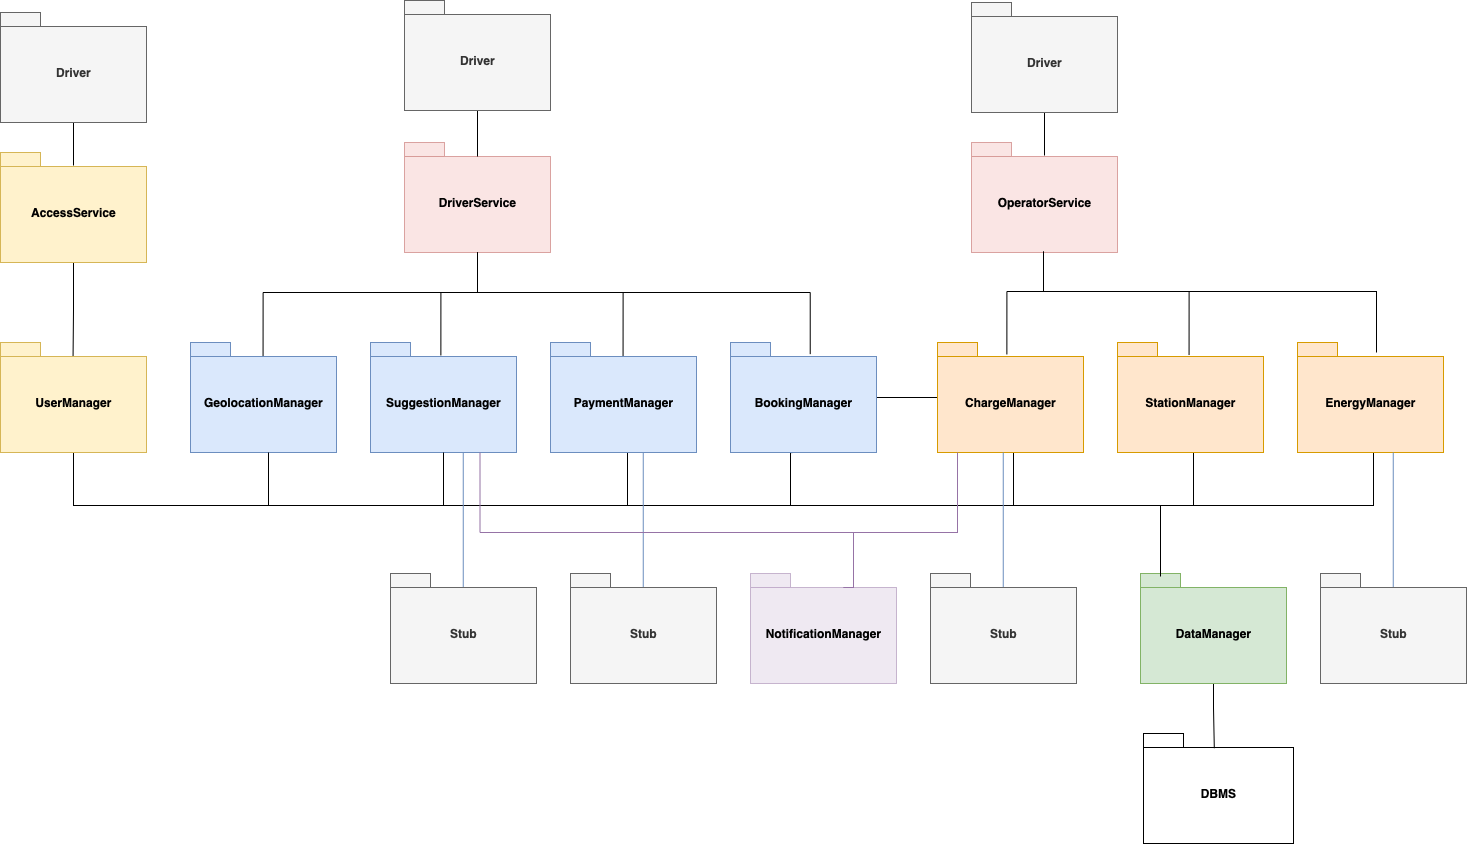 Driver
Driver
Driver
AccessService
DriverService
OperatorService
UserManager
GeolocationManager
SuggestionManager
PaymentManager
BookingManager
ChargeManager
StationManager
EnergyManager
Stub
Stub
NotificationManager
Stub
DataManager
Stub
DBMS